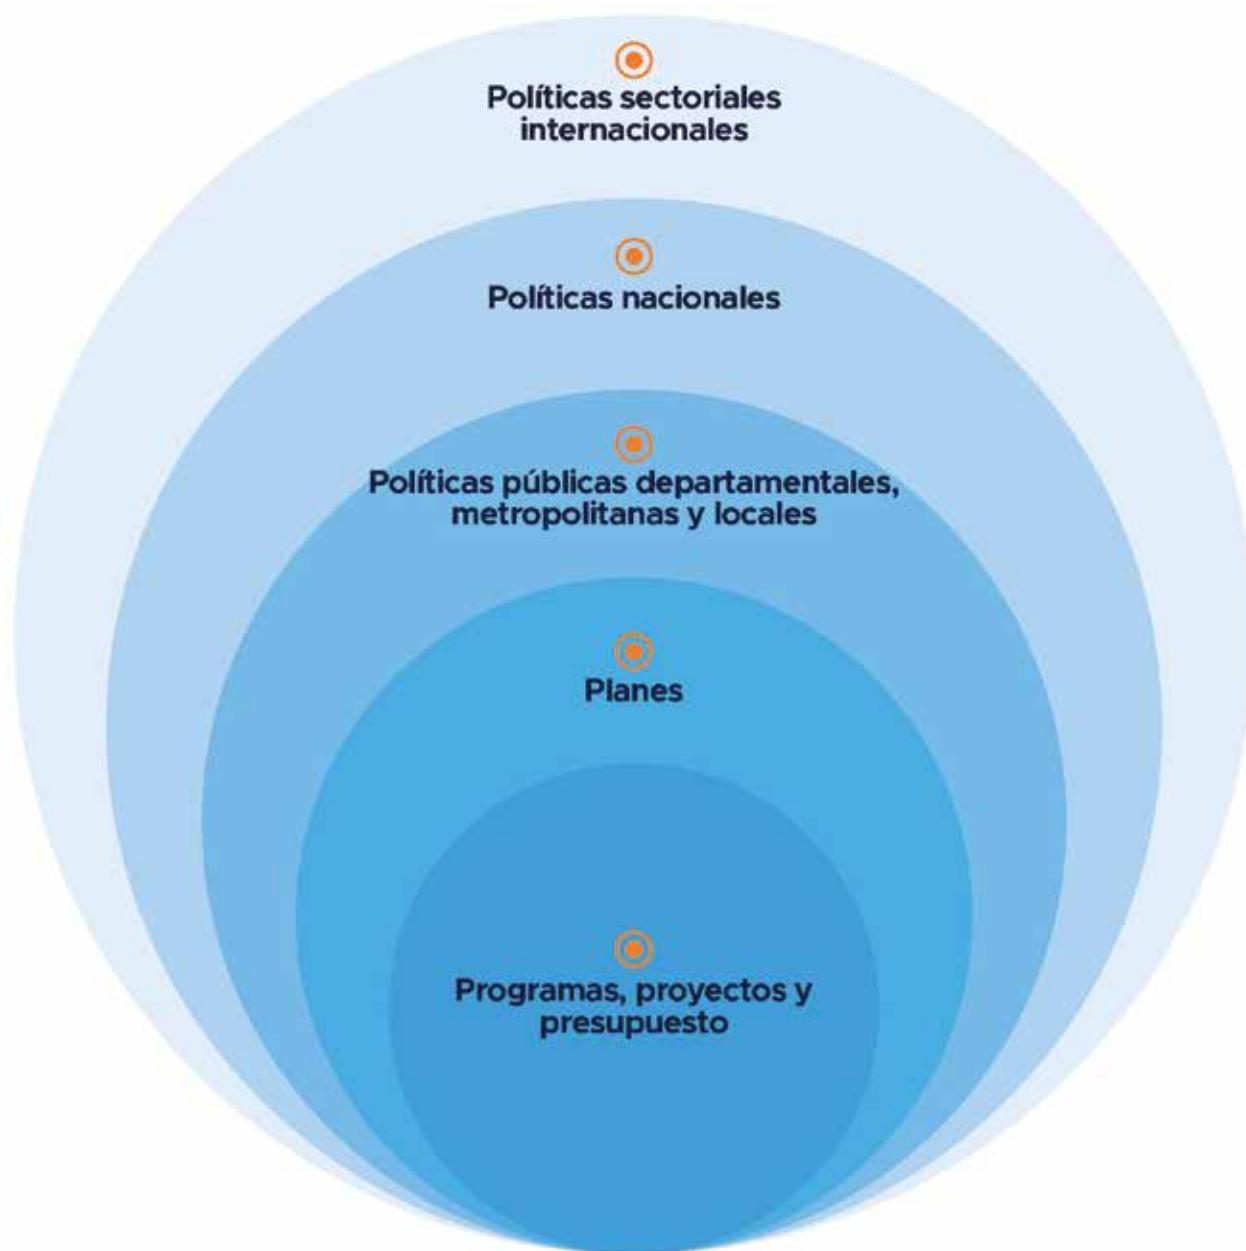 Políticas sectoriales
internacionales
Políticas nacionales
Políticas públicas departamentales,
metropolitanas y locales
Planes
Programas, proyectos y
presupuesto